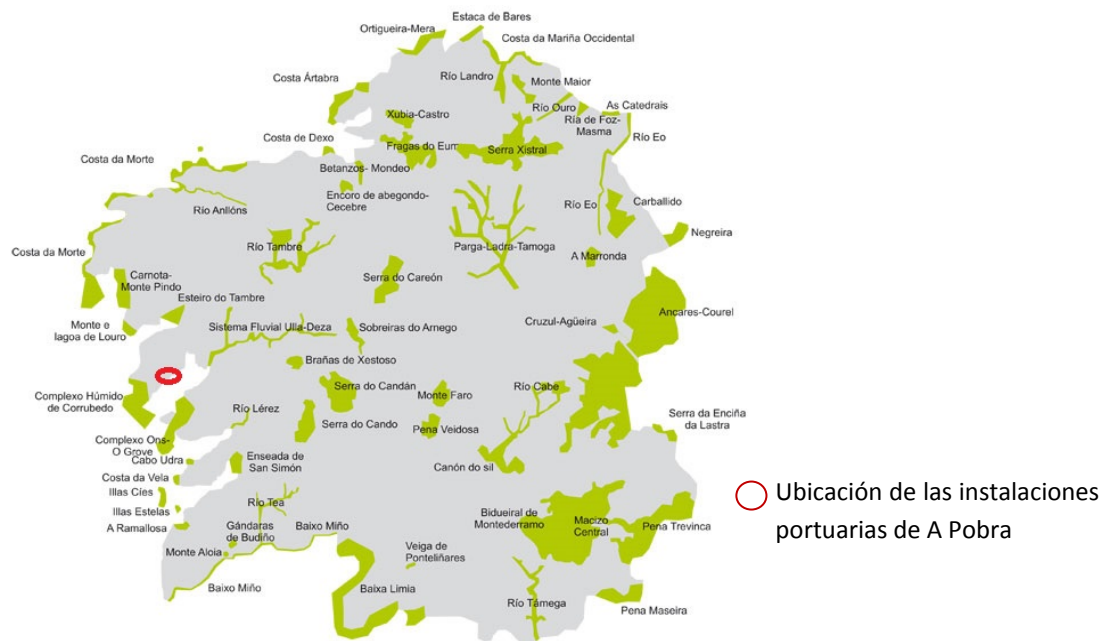 Estaca de Bares
Ortigueira-Mera
Costa da Mariña Occidental
Costa Ártabra
Río Landro
Monte Maior
Río Ouro
As Catedrais
Xubia-Castro
Ría de Foz-
Masma
Costa de Dexo
Fragas do Eum
Serra Xistral
Río Eo
Costa da Morte
Betanzos- Mondeo
Encoro de abegondo-
Cecebre
Río Anllóns
Río Eo
Carballido
Negreira
Costa da Morte
Río Tambre
Parga-Ladra-Tamoga
A Marronda
Carnota-
Monte Pindo
Serra do Careón
Esteiro do Tambre
Ancares-Courel
Monte e
lagoa de Louro
Sistema Fluvial Ulla-Deza
Sobreiras do Arnego
Cruzul-Agüeira
Brañas de Xestoso
Complexo Húmido
de Corrubedo
Serra do Candán
Monte Faro
Río Cabe
Río Lérez
Serra do Cando
Pena Veidosa
Serra da Enciña
da Lastra
Complexo Ons-
O Grove
Cabo Udra
Enseada de
San Simón
Canón do sil
Costa da Vela
Illas Cíes
Río Tea
Illas Estelas
A Ramallosa
Gándaras
de Budiño
Baixo Miño
Bidueiral de
Montederramo
Macizo
Central
Pena Trevinca
Monte Aloia
Veiga de
Ponteliñares
Baixo Miño
Baixa Limia
Río Támega
Pena Maseira
Ubicación de las instalaciones
portuarias de A Pobra